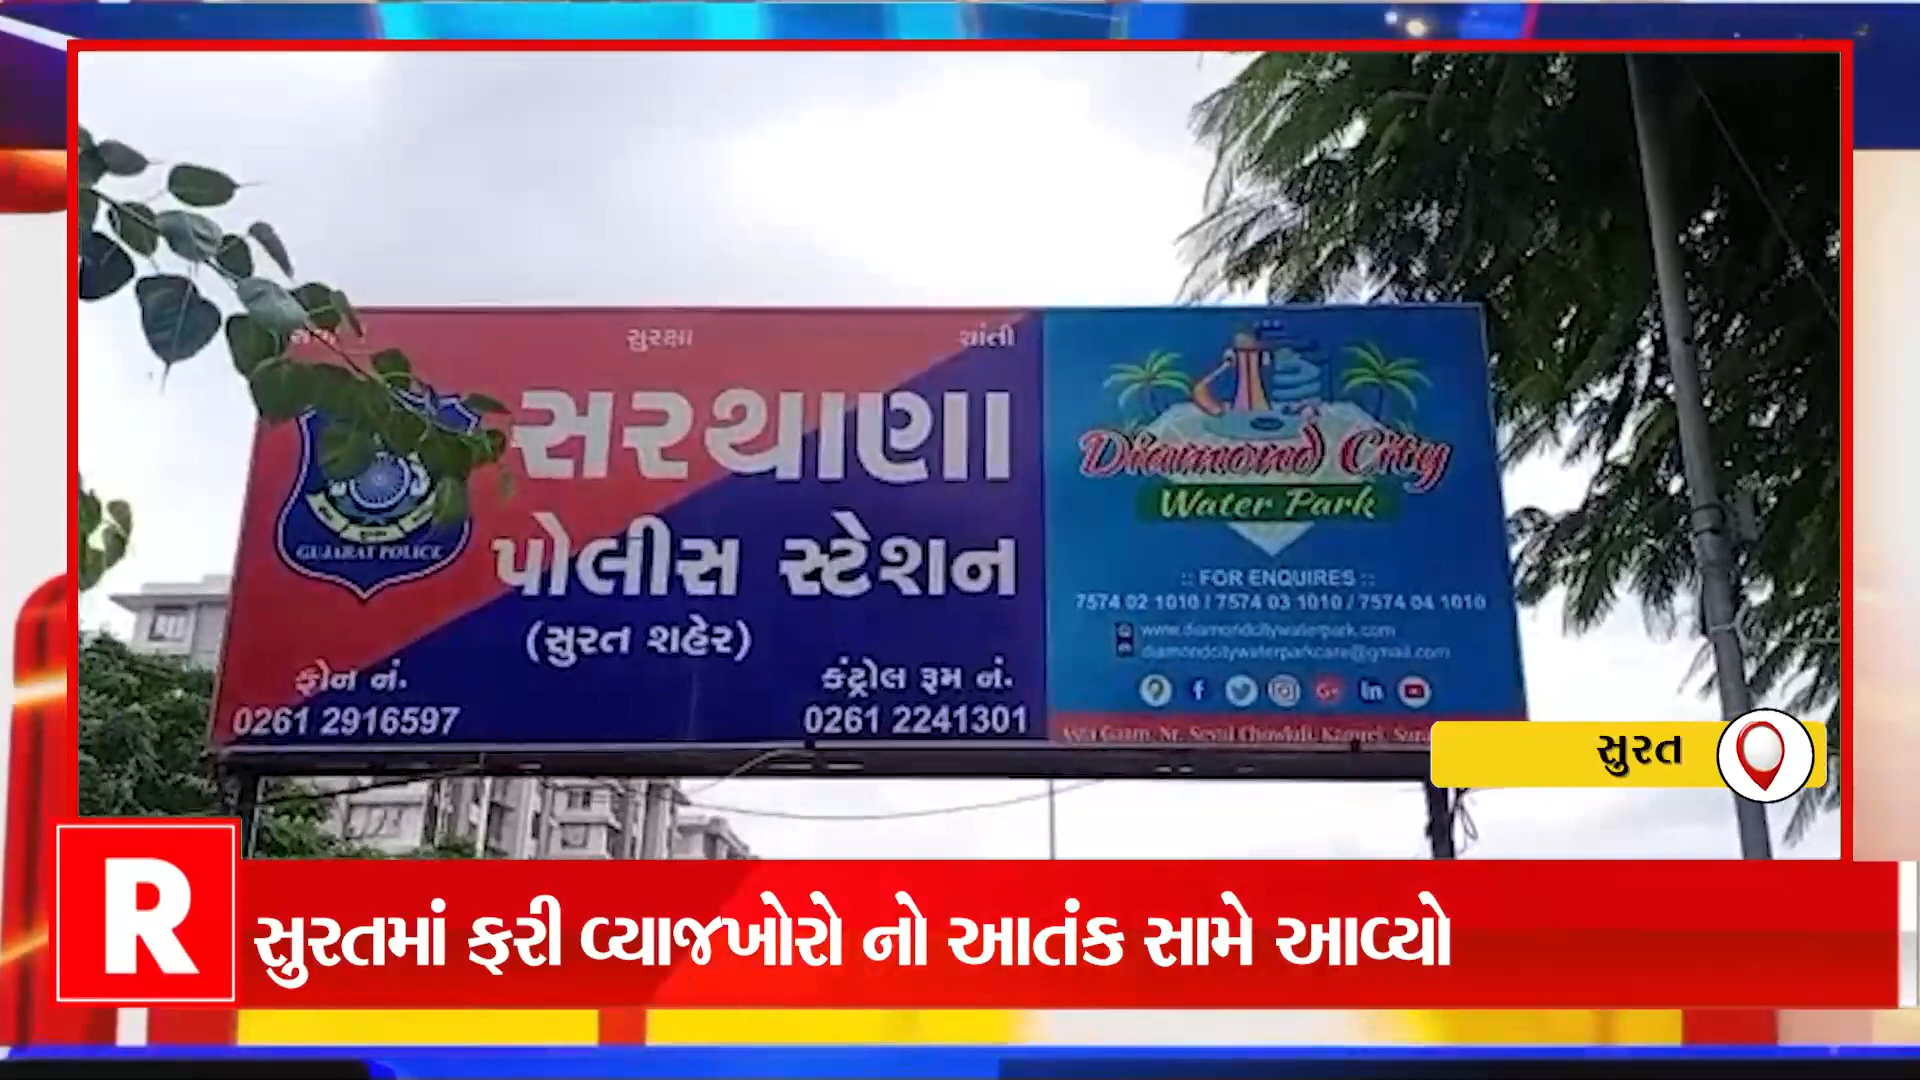 સુરક્ષા
શાંતી
સરથાણા
પોલીસ સ્ટેશન
(સુરત શહેર)
GUJARAT POLICE
ફોન નં.
0261 2916597
કંટ્રોલ રૂમ નં.
0261 2241301
Diamond City
Water Park
:: FOR ENQUIRES ::
7574 02 1010 / 7574 03 1010 / 7574 04 1010
www.diamondcitywaterpark.com
diamondcitywaterparkcare@gmail.com
સુરત
R
સુરતમાં ફરી વ્યાજખોરો નો આતંક સામે આવ્યો